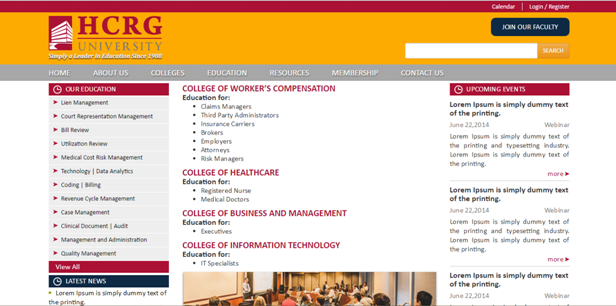 Calendar | Login / Register
HCRG
UNIVERSITY
Simply a Leader in Education Since 1988
JOIN OUR FACULTY
SEARCH
HOME ABOUT US COLLEGES EDUCATION RESOURCES MEMBERSHIP CONTACT US
OUR EDUCATION
Lien Management
Court Representation Management
Bill Review
Utilization Review
Medical Cost Risk Management
Technology | Data Analytics
Coding | Billing
Revenue Cycle Management
Case Management
Clinical Document | Audit
Management and Administration
Quality Management
View All
LATEST NEWS
Lorem Ipsum is simply dummy text of
the printing.
COLLEGE OF WORKER'S COMPENSATION
Education for:
Claims Managers
Third Party Administrators
Insurance Carriers
Brokers
Employers
Attorneys
Risk Managers
COLLEGE OF HEALTHCARE
Education for:
Registered Nurse
Medical Doctors
COLLEGE OF BUSINESS AND MANAGEMENT
Education for:
Executives
COLLEGE OF INFORMATION TECHNOLOGY
Education for:
IT Specialists
UPCOMING EVENTS
Lorem Ipsum is simply dummy text
of the printing.
June 22,2014 Webinar
Lorem Ipsum is simply dummy text of
the printing and typesetting industry.
Lorem Ipsum is simply dummy text of
the printing.
more
Lorem Ipsum is simply dummy text
of the printing.
June 22,2014 Webinar
Lorem Ipsum is simply dummy text of
the printing and typesetting industry.
Lorem Ipsum is simply dummy text of
the printing.
more
Lorem Ipsum is simply dummy text
of the printing.
June 22,2014 Webinar